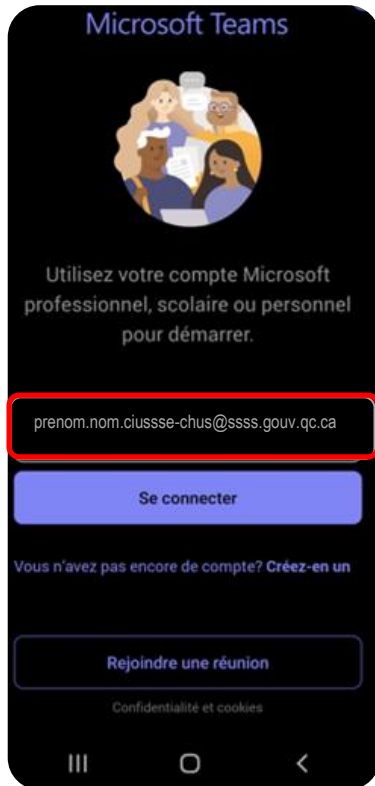 Microsoft Teams
Utilisez votre compte Microsoft
professionnel, scolaire ou personnel
pour démarrer.
prenom.nom.ciussse-chus@ssss.gouv.qc.ca
Se connecter
Vous n'avez pas encore de compte? Créez-en un
Rejoindre une réunion
Confidentialité et cookies